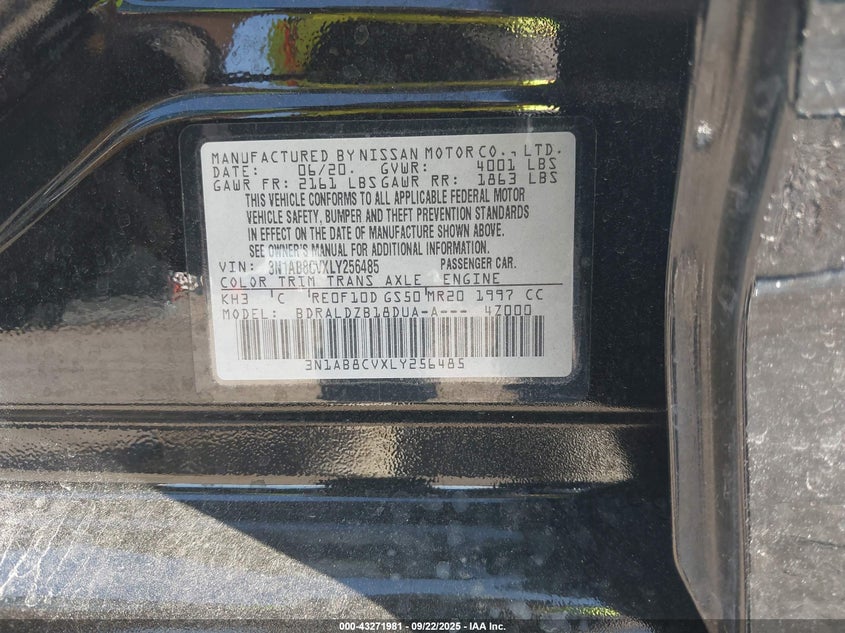 MANUFACTURED BY NISSAN MOTOR CO., LTD.
DATE: 06/20. GVWR: 4001 LBS
GAWR FR: 2161 LBS GAWR RR: 1863 LBS
THIS VEHICLE CONFORMS TO ALL APPLICABLE FEDERAL MOTOR
VEHICLE SAFETY, BUMPER AND THEFT PREVENTION STANDARDS
IN EFFECT ON THE DATE OF MANUFACTURE SHOWN ABOVE.
SEE OWNER'S MANUAL FOR ADDITIONAL INFORMATION.
VIN: 3N1AB8CVXLY256485 PASSENGER CAR.
COLOR TRIM TRANS AXLE ENGINE
KH3 C RE0F10D GS50 MR20 1997 CC
MODEL: BDRALDZB18DUA-A--- 47000
3N1AB8CVXLY256485
000-43271981 - 09/22/2025 - IAA Inc.